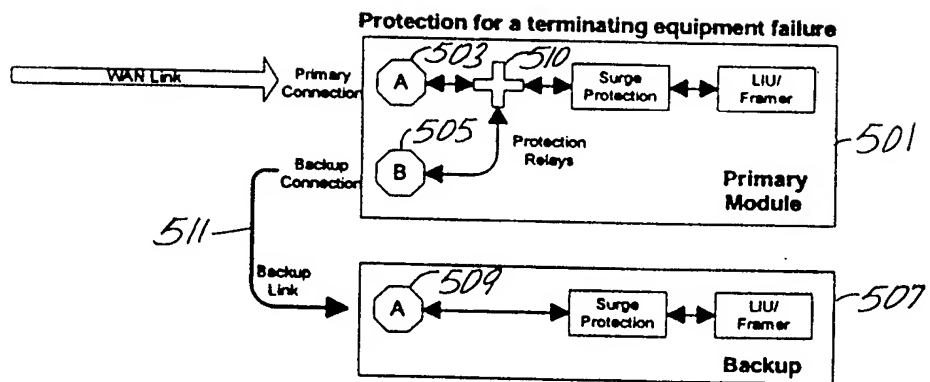 Protection for a terminating equipment failure
WAN Link
Primary
Connection
503
A
510
Surge
Protection
LIU/
Framer
505
B
Protection
Relays
501
Backup
Connection
Primary
Module
511
Backup
Link
509
A
Surge
Protection
LIU/
Framer
507
Backup